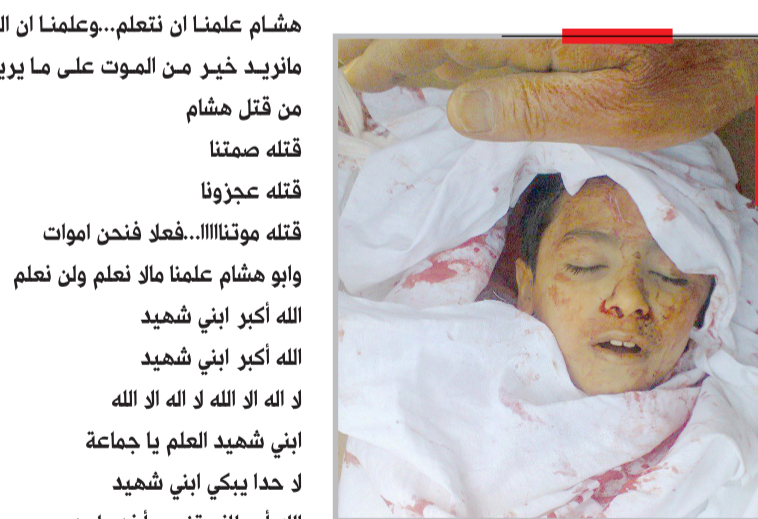 هشام علمنا ان نتعلم...وعلمنا ان
مانريد خير من الموت على ما
من قتل هشام
قتله صمتنا
قتله عجزونا
قتله موتنااااا...فعلا فنحن اموات
وابو هشام علمنا مالا نعلم ولن نعلم
الله أكبر ابني شهيد
الله أكبر ابني شهيد
لا اله الا الله لا اله الا الله
ابني شهيد العلم يا جماعة
لا حدا يبكي ابني شهيد